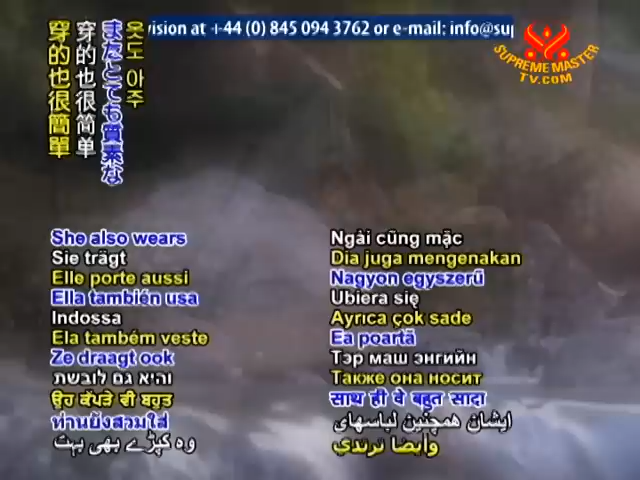 vision at +44 (0) 845 094 3762 or e-mail: info@sup
SUPREME MASTER
TV.COM
옷도 아주
またとても質素な
穿的也很简单
穿的也很簡單
She also wears
Sie trägt
Elle porte aussi
Ella también usa
Indossa
Ela também veste
Ze draagt ook
והיא גם לובשת
ਉਹ ਕੱਪੜੇ ਵੀ ਬਹੁਤ
ท่านยังสวมใส่
وہ کپڑے بھی بہت
Ngài cũng mặc
Dia juga mengenakan
Nagyon egyszerű
Ubiera się
Ayrıca çok sade
Ea poartă
Тэр маш энгийн
Также она носит
साथ ही वे बहुत सादा
ایشان همچنین لباسهای
وأيضا ترتدي